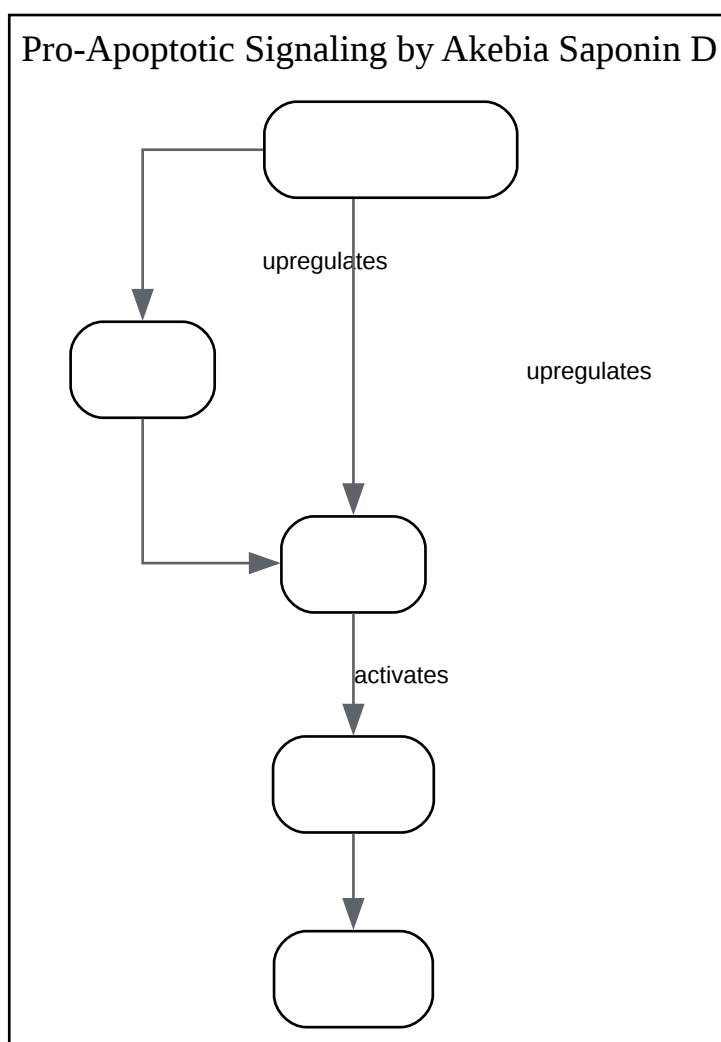 Pro-Apoptotic Signaling by Akebia Saponin D
upregulates
upregulates
activates